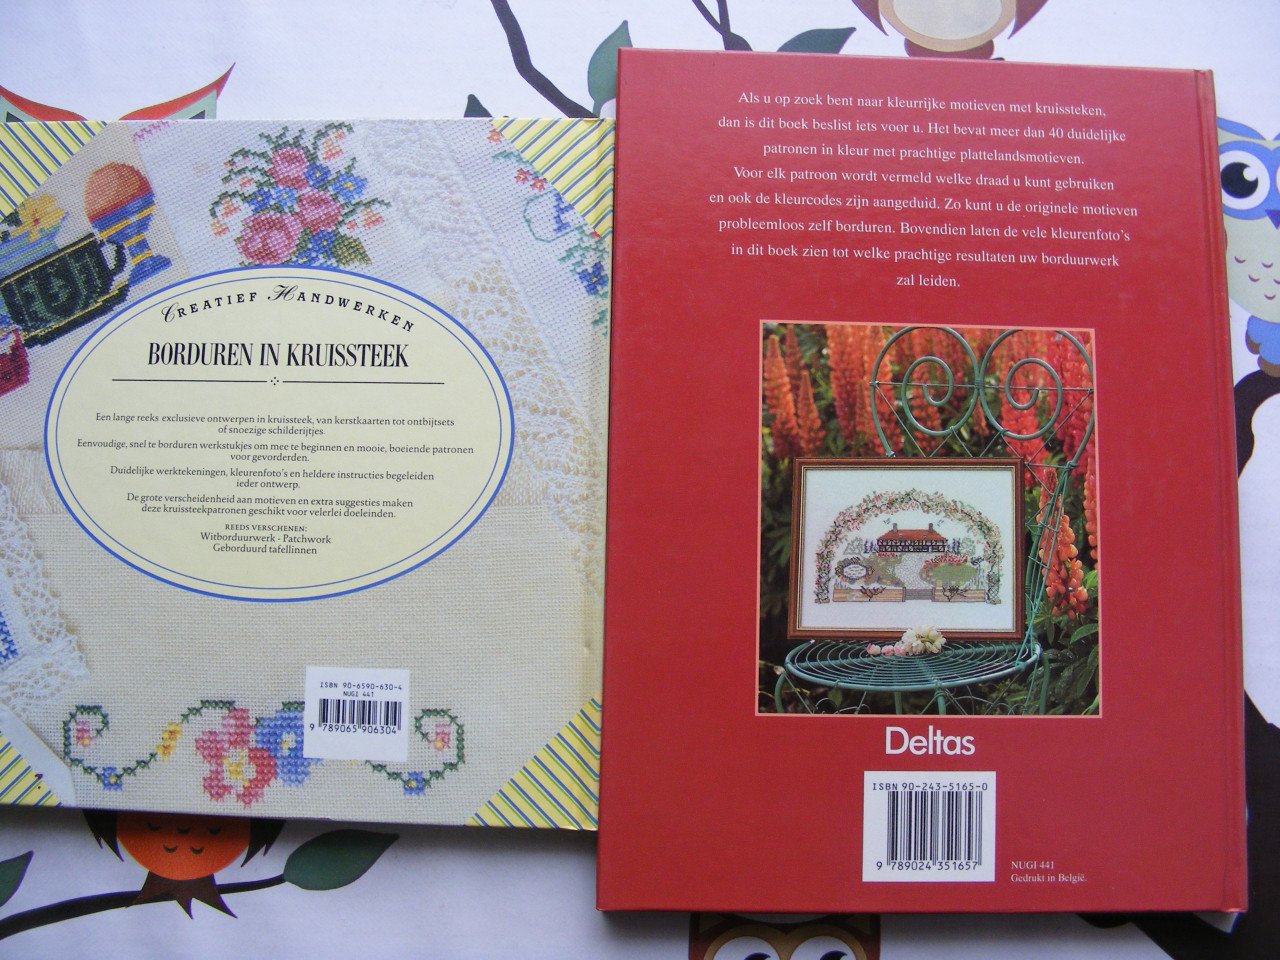 CREATIEF HANDWERKEN
BORDUREN IN KRUISSTEEK
Een lange reeks exclusieve ontwerpen in kruissteek, van kerstkaarten tot ontbijtsets
of snoezige schilderijtjes.
Eenvoudige, snel te borduren werkstukjes om mee te beginnen en mooie, boeiende patronen
voor gevorderden.
Duidelijke werktekeningen, kleurenfoto's en heldere instructies begeleiden
ieder ontwerp.
De grote verscheidenheid aan motieven en extra suggesties maken
deze kruissteekpatronen geschikt voor velerlei doeleinden.
REEDS VERSCHENEN:
Witborduurwerk - Patchwork
Geborduurd tafellinnen
ISBN 90-6590-630-4
NUGI 441
9 789065 906304
Als u op zoek bent naar kleurrijke motieven met kruissteken,
dan is dit boek beslist iets voor u. Het bevat meer dan 40 duidelijke
patronen in kleur met prachtige plattelandsmotieven.
Voor elk patroon wordt vermeld welke draad u kunt gebruiken
en ook de kleurcodes zijn aangeduid. Zo kunt u de originele motieven
probleemloos zelf borduren. Bovendien laten de vele kleurenfoto's
in dit boek zien tot welke prachtige resultaten uw borduurwerk
zal leiden.
Deltas
ISBN 90-243-5165-0
9 789024 351657
NUGI 441
Gedrukt in België.